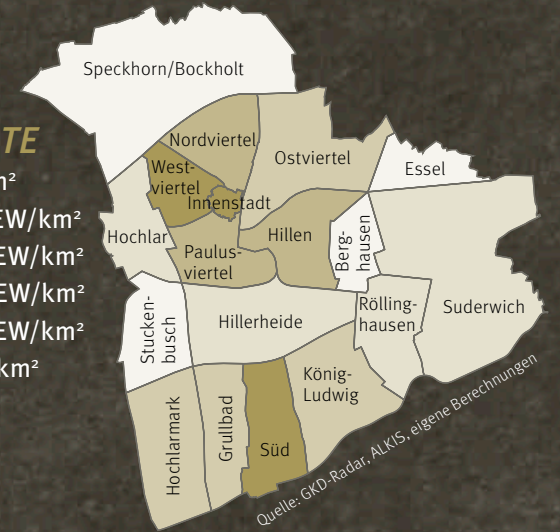 TE
m²
EW/km²
EW/km²
EW/km²
EW/km²
km²
Speckhorn/Bockholt
Nordviertel
Ostviertel
Essel
West-
viertel
Innenstadt
Hochlar
Paulus-
viertel
Hillen
Berg-
hausen
Stucken-
busch
Hillerheide
Rölling-
hausen
Suderwich
König-
Ludwig
Hochlarmark
Grullbad
Süd
Quelle: GKD-Radar, ALKIS, eigene Berechnungen